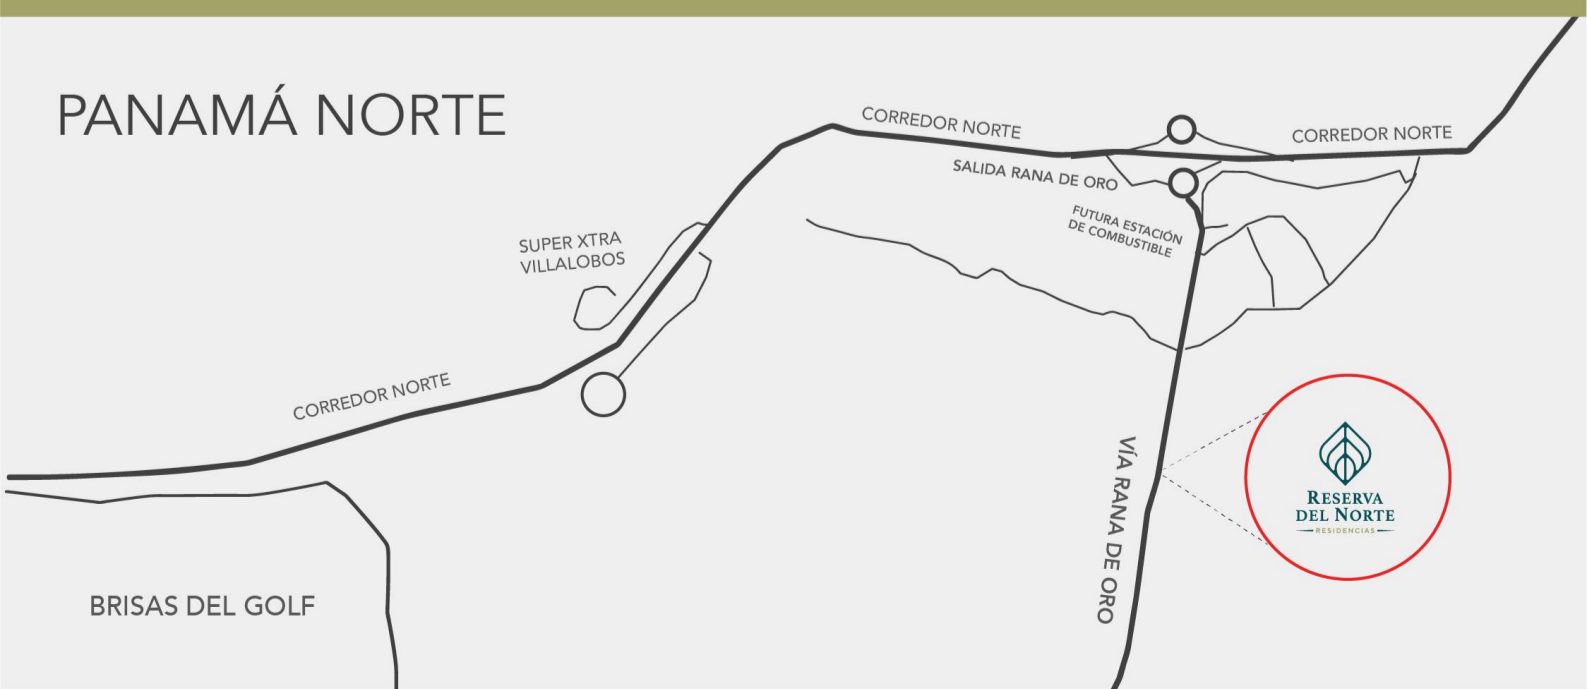 PANAMÁ NORTE
CORREDOR NORTE
CORREDOR NORTE
SALIDA RANA DE ORO
FUTURA ESTACIÓN
DE COMBUSTIBLE
SUPER XTRA
VILLALOBOS
CORREDOR NORTE
VÍA RANA DE ORO
RESERVA
DEL NORTE
RESIDENCIAS
BRISAS DEL GOLF